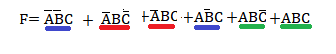 F= A̅B̅C + A̅BC̅ +A̅BC +AB̅C +ABC̅ +ABC